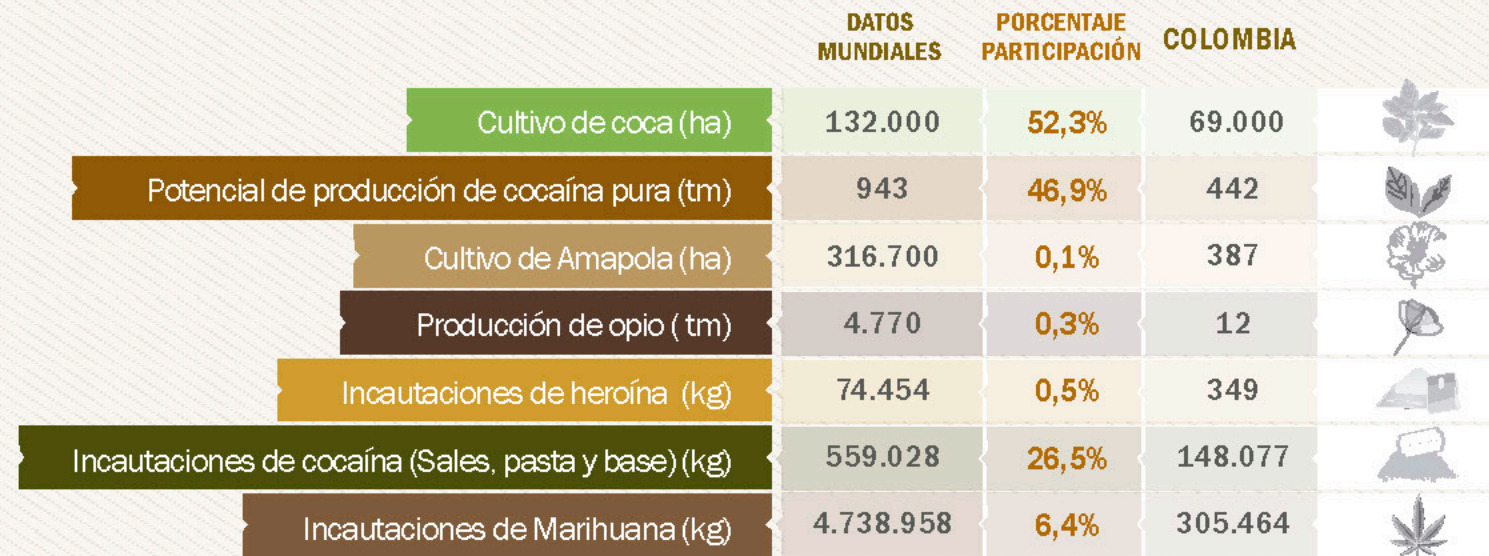 DATOS MUNDIALES PORCENTAJE PARTICIPACIÓN COLOMBIA
Cultivo de coca (ha) 132.000 52,3% 69.000
Potencial de producción de cocaína pura (tm) 943 46,9% 442
Cultivo de Amapola (ha) 316.700 0,1% 387
Producción de opio ( tm) 4.770 0,3% 12
Incautaciones de heroína (kg) 74.454 0,5% 349
Incautaciones de cocaína (Sales, pasta y base) (kg) 559.028 26,5% 148.077
Incautaciones de Marihuana (kg) 4.738.958 6,4% 305.464